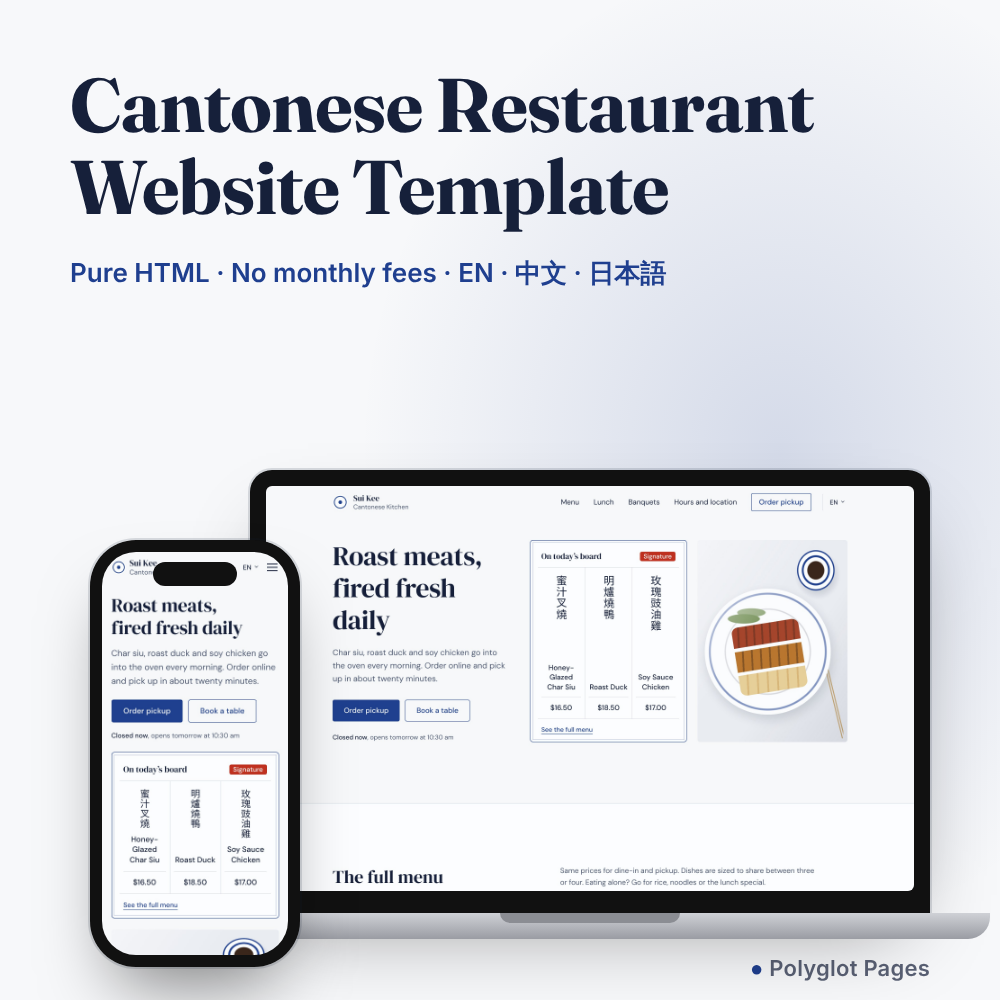 Cantonese Restaurant
Website Template
Pure HTML · No monthly fees · EN · 中文 · 日本語
Sui Kee
Cantonese Kitchen
Menu
Lunch
Banquets
Hours and location
Order pickup
EN
Roast meats,
fired fresh
daily
Char siu, roast duck and soy chicken go
into the oven every morning. Order online and pick
up in about twenty minutes.
Order pickup
Book a table
Closed now, opens tomorrow at 10:30 am
On today's board
Signature
蜜汁叉燒
明爐燒鴨
玫瑰豉油雞
Honey-
Glazed
Char Siu
Roast Duck
Soy Sauce
Chicken
$16.50
$18.50
$17.00
See the full menu
The full menu
Same prices for dine-in and pickup. Dishes are sized to share between three
or four. Eating alone? Go for rice, noodles or the lunch special.
Sui Kee
EN
Roast meats,
fired fresh daily
Char siu, roast duck and soy chicken go
into the oven every morning. Order online
and pick up in about twenty minutes.
Order pickup
Book a table
Closed now, opens tomorrow at 10:30 am
On today's board
Signature
蜜汁叉燒
明爐燒鴨
玫瑰豉油雞
Honey-
Glazed
Char Siu
Roast Duck
Soy Sauce
Chicken
$16.50
$18.50
$17.00
See the full menu
Polyglot Pages